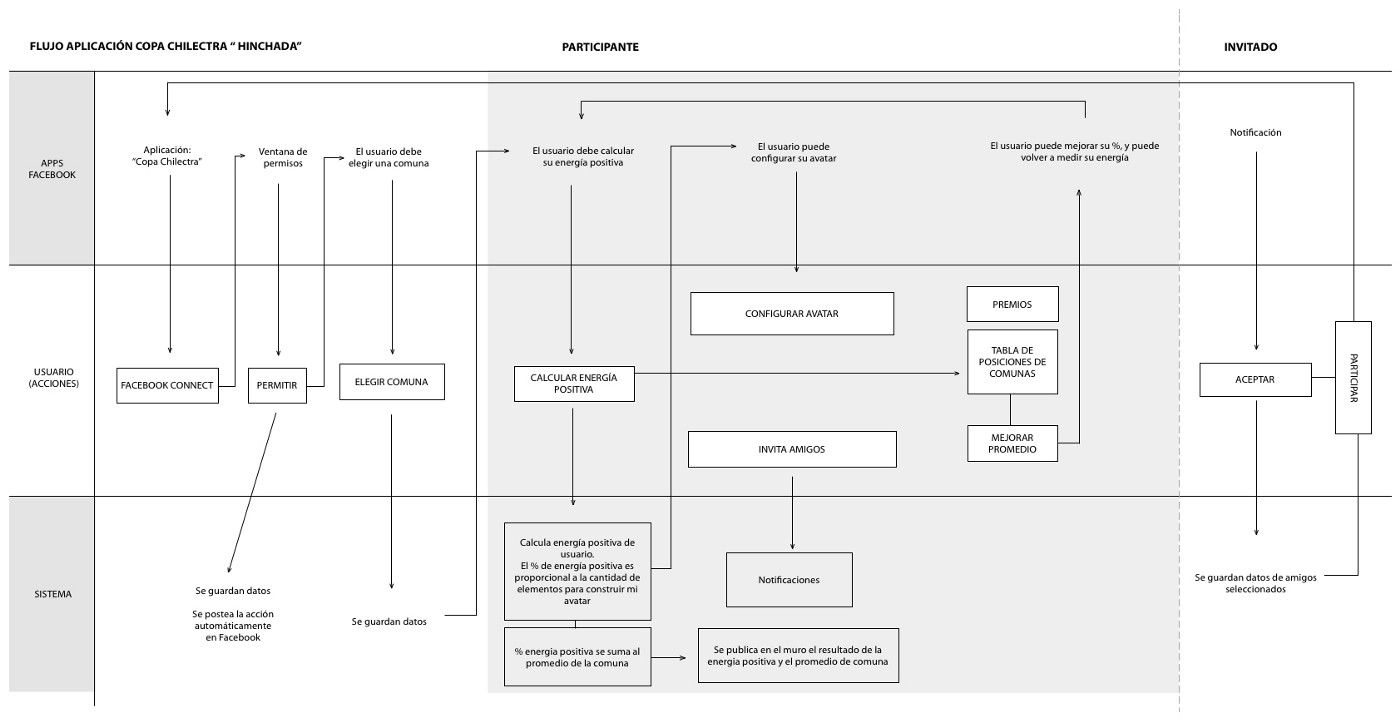 FLUJO APLICACIÓN COPA CHILECTRA “ HINCHADA”
PARTICIPANTE
INVITADO
APPS
FACEBOOK
Aplicación:
“Copa Chilectra”
Ventana de
permisos
El usuario debe
elegir una comuna
El usuario debe calcular
su energía positiva
El usuario puede
configurar su avatar
El usuario puede mejorar su %, y puede
volver a medir su energía
Notificación
USUARIO
(ACCIONES)
FACEBOOK CONNECT
PERMITIR
ELEGIR COMUNA
CALCULAR ENERGÍA
POSITIVA
CONFIGURAR AVATAR
INVITA AMIGOS
PREMIOS
TABLA DE
POSICIONES DE
COMUNAS
MEJORAR
PROMEDIO
ACEPTAR
PARTICIPAR
SISTEMA
Se guardan datos
Se postea la acción
automáticamente
en Facebook
Se guardan datos
Calcula energía positiva de
usuario.
El % de energía positiva es
proporcional a la cantidad de
elementos para construir mi
avatar
% energia positiva se suma al
promedio de la comuna
Notificaciones
Se publica en el muro el resultado de la
energia positiva y el promedio de comuna
Se guardan datos de amigos
seleccionados